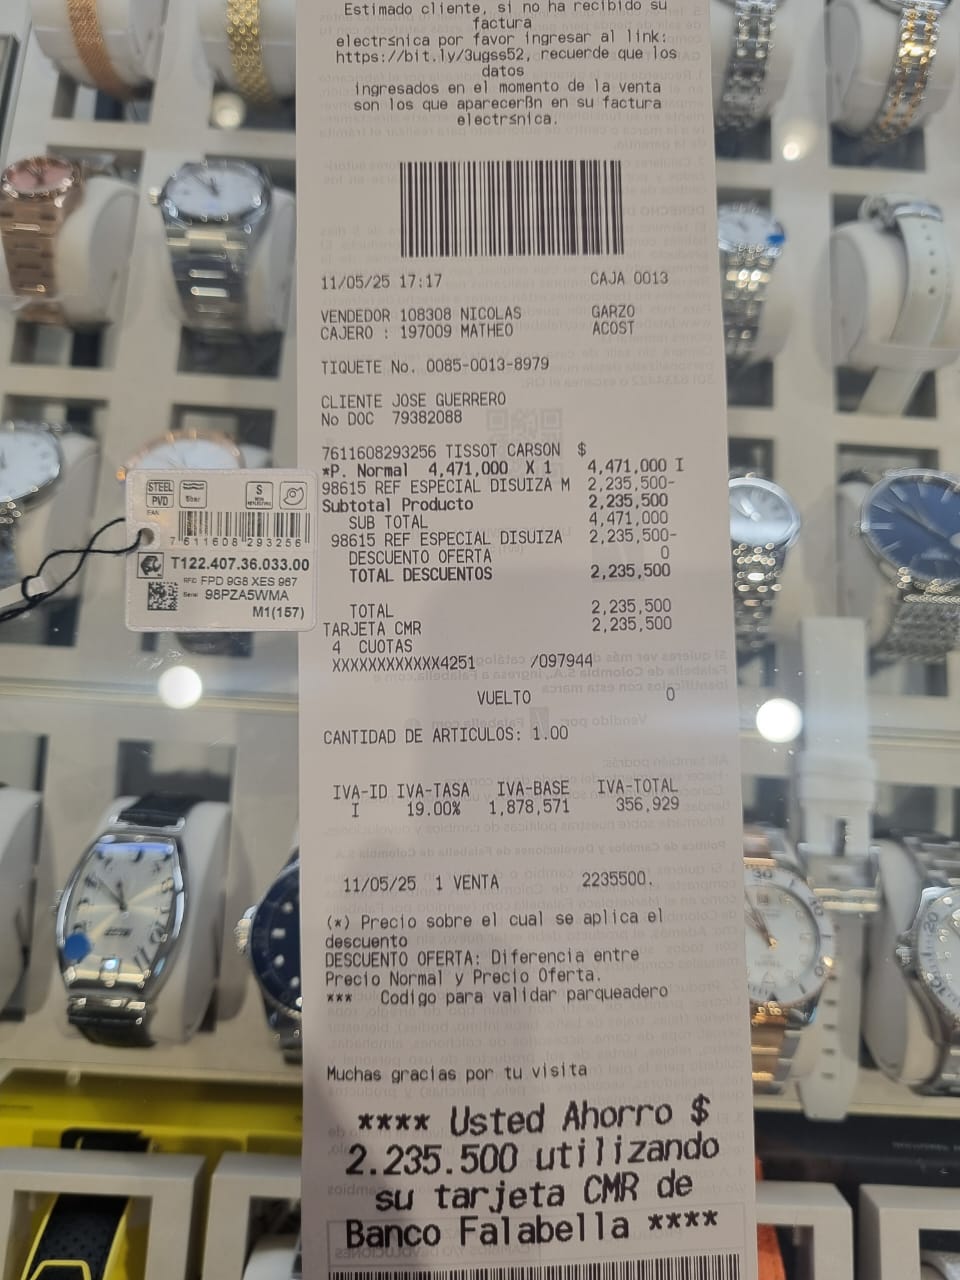 Estimado cliente, si no ha recibido su
factura
electrsnica por favor ingresar al link:
https://bit.ly/3ugss52, recuerde que los
datos
ingresados en el momento de la venta
son los que aparecerßn en su factura
electrsnica.
11/05/25 17:17 CAJA 0013
VENDEDOR 108308 NICOLAS GARZO
CAJERO : 197009 MATHEO ACOST
TIQUETE No. 0085-0013-8979
CLIENTE JOSE GUERRERO
No DOC 79382088
7611608293256 TISSOT CARSON $
*P. Normal 4,471,000 X 1 4,471,000 I
98615 REF ESPECIAL DISUIZA M 2,235,500-
Subtotal Producto 2,235,500
SUB TOTAL 4,471,000
98615 REF ESPECIAL DISUIZA 2,235,500-
DESCUENTO OFERTA 0
TOTAL DESCUENTOS 2,235,500
TOTAL 2,235,500
TARJETA CMR 2,235,500
4 CUOTAS
XXXXXXXXXXXX4251 /097944
VUELTO 0
CANTIDAD DE ARTICULOS: 1.00
IVA-ID IVA-TASA IVA-BASE IVA-TOTAL
I 19.00% 1,878,571 356,929
11/05/25 1 VENTA 2235500.
(*) Precio sobre el cual se aplica el
descuento
DESCUENTO OFERTA: Diferencia entre
Precio Normal y Precio Oferta.
*** Codigo para validar parqueadero
Muchas gracias por tu visita
**** Usted Ahorro $
2.235.500 utilizando
su tarjeta CMR de
Banco Falabella ****
STEEL
PVD
5bar
S
EAN
7 611608 293256
T122.407.36.033.00
RFID FPD 9G8 XES 967
Serial 98PZA5WMA
M1(157)